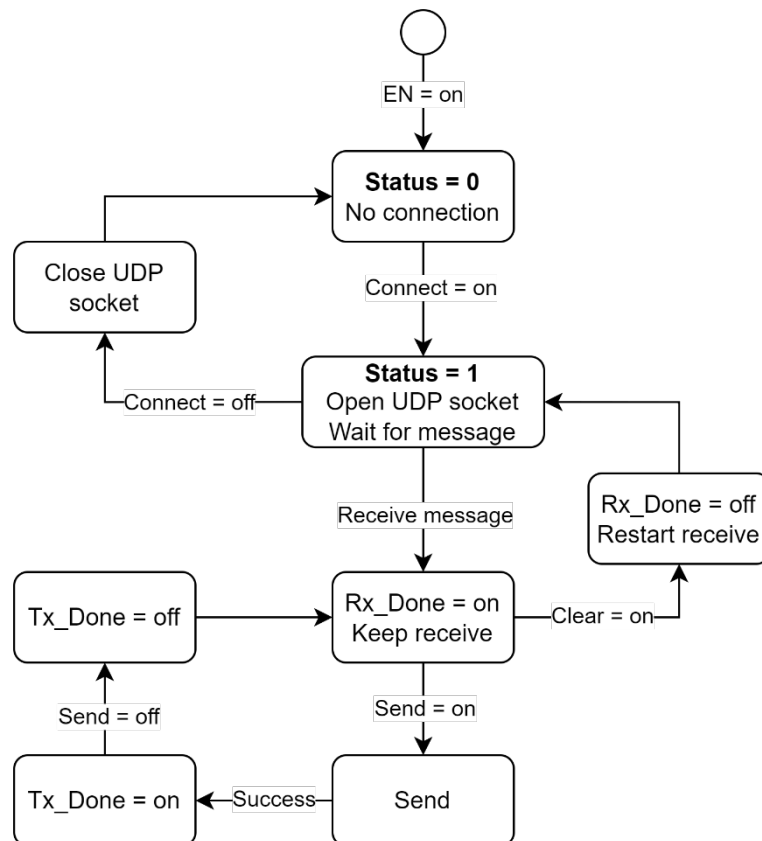 EN = on
Status = 0
No connection
Close UDP
socket
Connect = on
Status = 1
Open UDP socket
Wait for message
Connect = off
Rx_Done = off
Restart receive
Receive message
Tx_Done = off
Rx_Done = on
Keep receive
Clear = on
Send = off
Send = on
Tx_Done = on
Success
Send